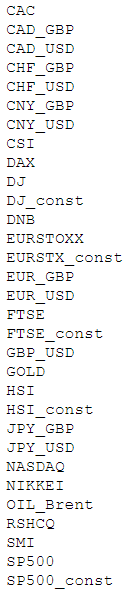 CAC
CAD_GBP
CAD_USD
CHF_GBP
CHF_USD
CNY_GBP
CNY_USD
CSI
DAX
DJ
DJ_const
DNB
EURSTOXX
EURSTX_const
EUR_GBP
EUR_USD
FTSE
FTSE_const
GBP_USD
GOLD
HSI
HSI_const
JPY_GBP
JPY_USD
NASDAQ
NIKKEI
OIL_Brent
RSHCQ
SMI
SP500
SP500_const